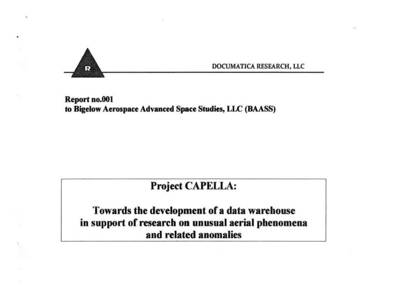 R
DOCUMATICA RESEARCH, LLC
Report no.001
to Bigelow Aerospace Advanced Space Studies, LLC (BAASS)
Project CAPELLA:
Towards the development of a data warehouse
in support of research on unusual aerial phenomena
and related anomalies